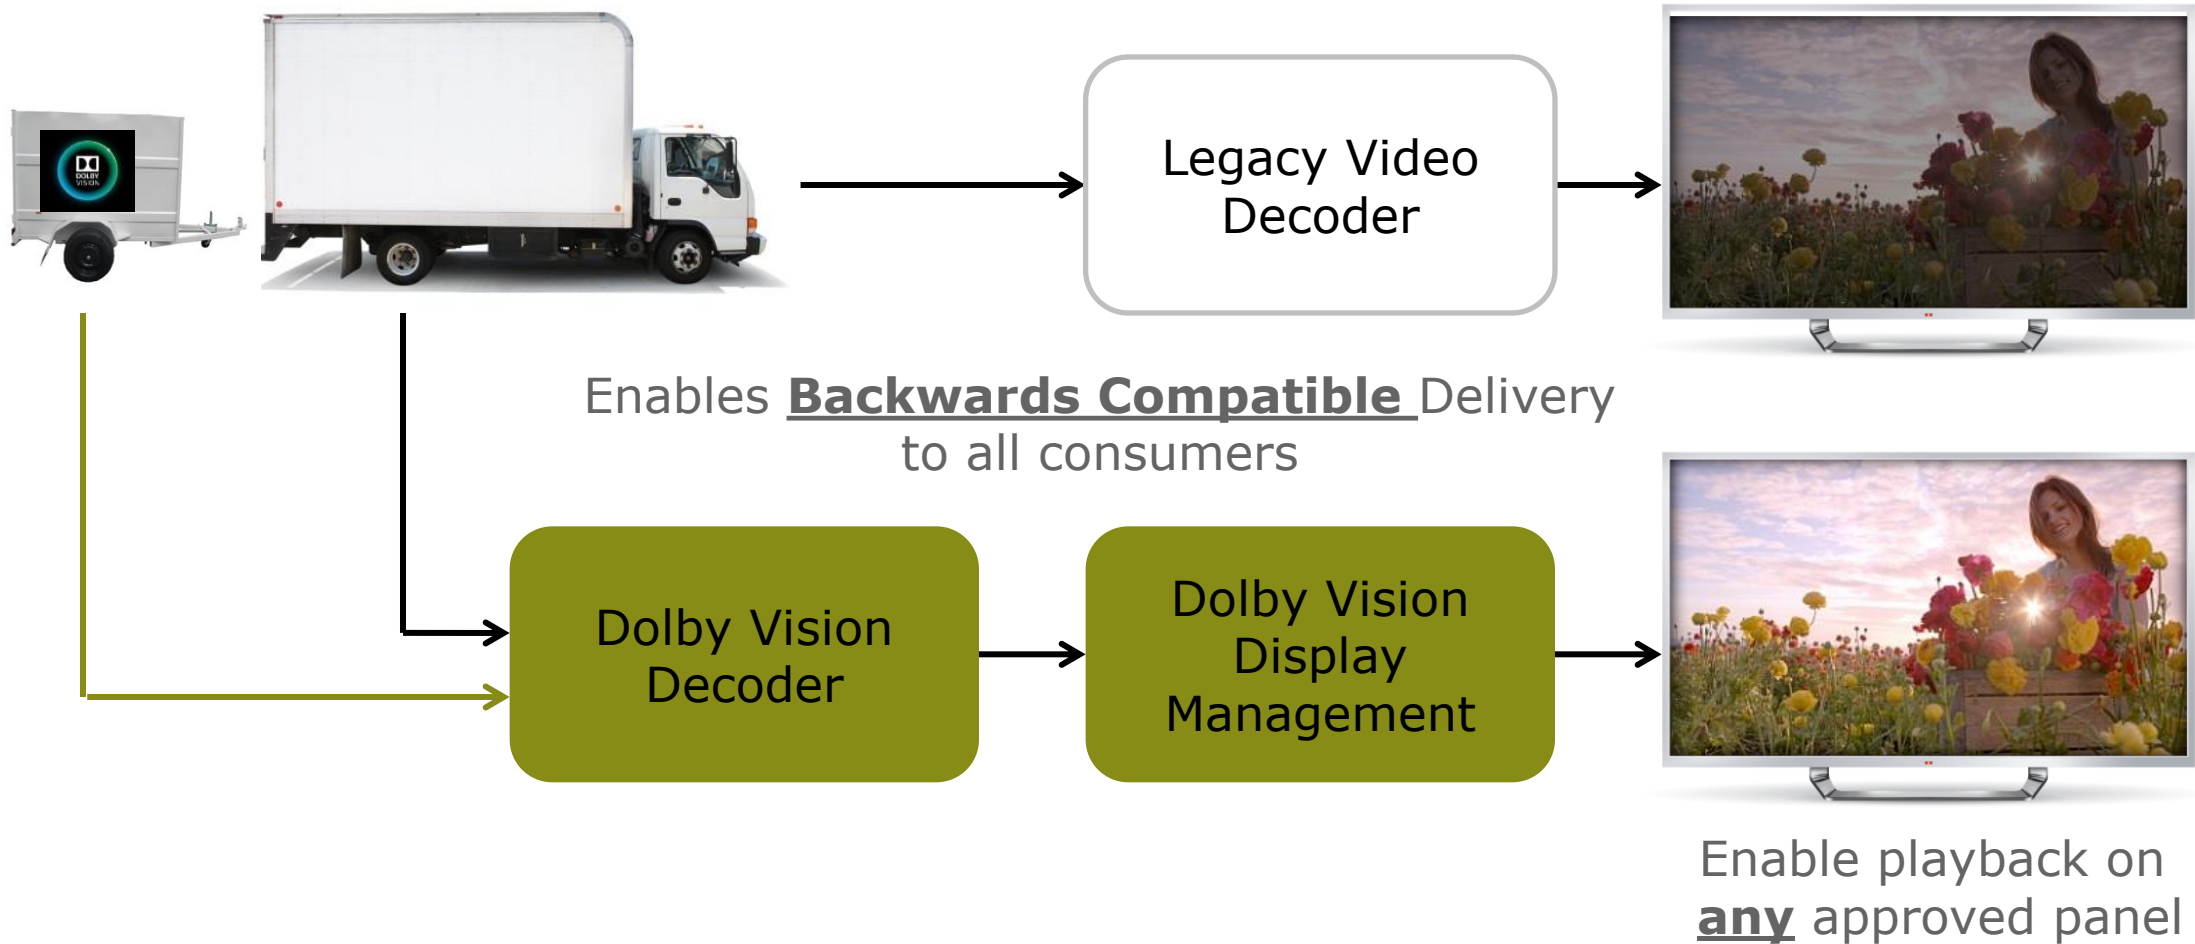 DOLBY
VISION
Legacy Video
Decoder
Enables Backwards Compatible Delivery
to all consumers
Dolby Vision
Decoder
Dolby Vision
Display
Management
Enable playback on
any approved panel